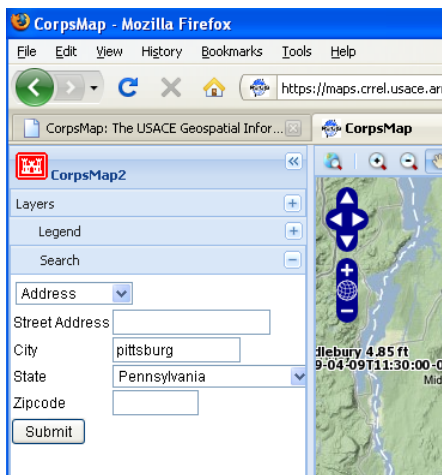 CorpsMap - Mozilla Firefox
File Edit View History Bookmarks Tools Help
https://maps.crrel.usace.arm
CorpsMap: The USACE Geospatial Infor...
CorpsMap
CorpsMap2
Layers
Legend
Search
Address
Street Address
City pittsburg
State Pennsylvania
Zipcode
Submit
dlebury 4.85 ft
9-04-09T11:30:00-0
Mid